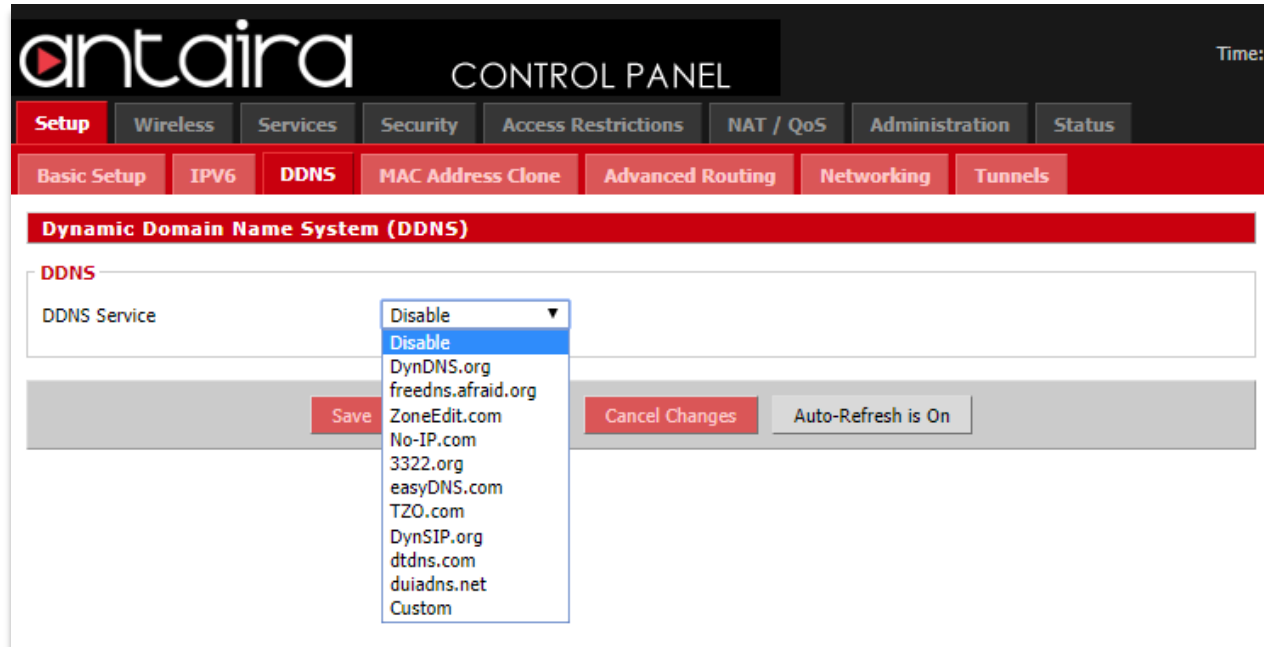 antaira CONTROL PANEL
Time:
Setup Wireless Services Security Access Restrictions NAT / QoS Administration Status
Basic Setup IPV6 DDNS MAC Address Clone Advanced Routing Networking Tunnels
Dynamic Domain Name System (DDNS)
DDNS
DDNS Service Disable
Disable
DynDNS.org
freedns.afraid.org
Save ZoneEdit.com Cancel Changes Auto-Refresh is On
No-IP.com
3322.org
easyDNS.com
TZO.com
DynSIP.org
dtdns.com
duiadns.net
Custom